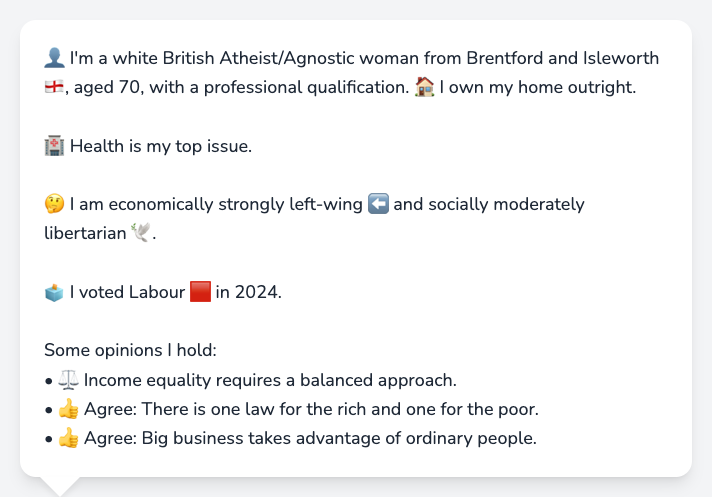 👤 I'm a white British Atheist/Agnostic woman from Brentford and Isleworth
🏴󠁧󠁢󠁥󠁮󠁧󠁿, aged 70, with a professional qualification. 🏠 I own my home outright.
🏥 Health is my top issue.
🤔 I am economically strongly left-wing ⬅️ and socially moderately
libertarian 🕊️.
🗳️ I voted Labour 🟥 in 2024.
Some opinions I hold:
• ⚖️ Income equality requires a balanced approach.
• 👍 Agree: There is one law for the rich and one for the poor.
• 👍 Agree: Big business takes advantage of ordinary people.